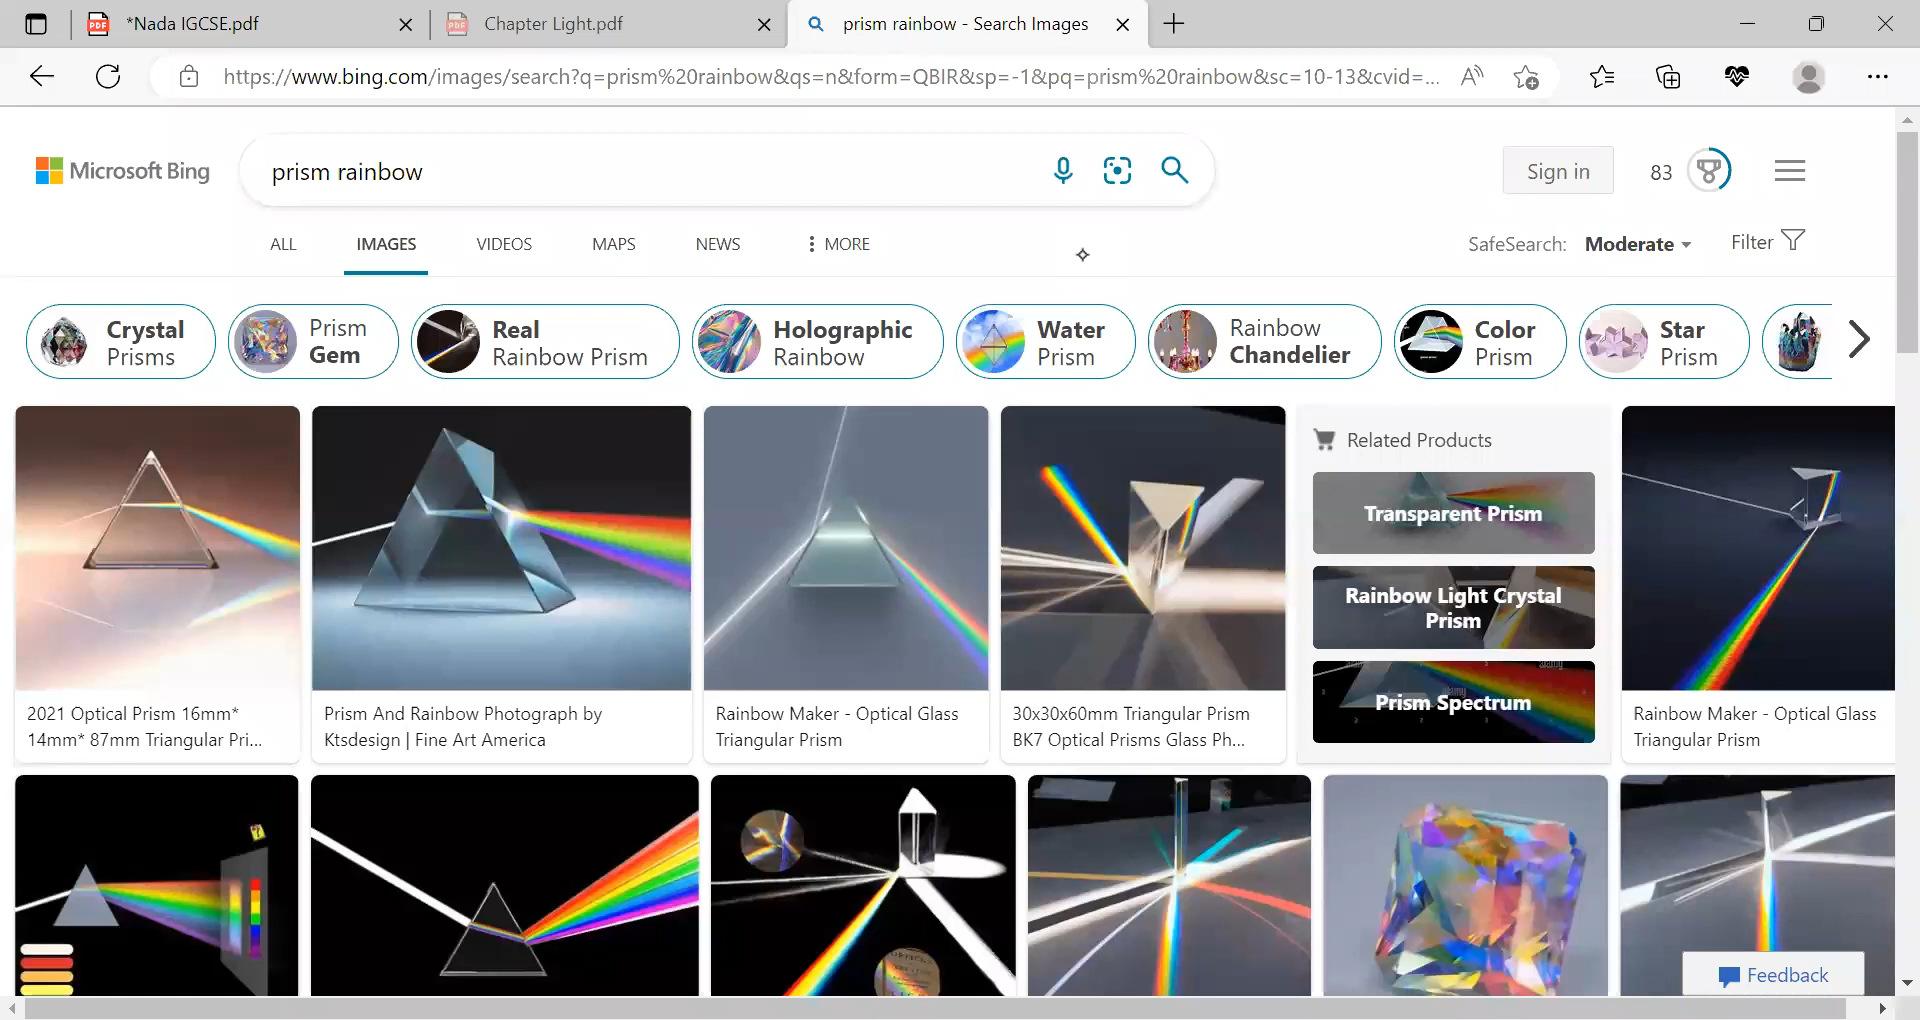 *Nada IGCSE.pdf
Chapter Light.pdf
prism rainbow - Search Images
https://www.bing.com/images/search?q=prism%20rainbow&qs=n&form=QBIR&sp=-1&pq=prism%20rainbow&sc=10-13&cvid=...
Microsoft Bing
prism rainbow
Sign in
83
ALL
IMAGES
VIDEOS
MAPS
NEWS
MORE
SafeSearch: Moderate
Filter
Crystal
Prisms
Prism
Gem
Real
Rainbow Prism
Holographic
Rainbow
Water
Prism
Rainbow
Chandelier
Color
Prism
Star
Prism
Related Products
Transparent Prism
Rainbow Light Crystal
Prism
Prism Spectrum
2021 Optical Prism 16mm*
14mm* 87mm Triangular Pri...
Prism And Rainbow Photograph by
Ktsdesign | Fine Art America
Rainbow Maker - Optical Glass
Triangular Prism
30x30x60mm Triangular Prism
BK7 Optical Prisms Glass Ph...
Rainbow Maker - Optical Glass
Triangular Prism
Feedback